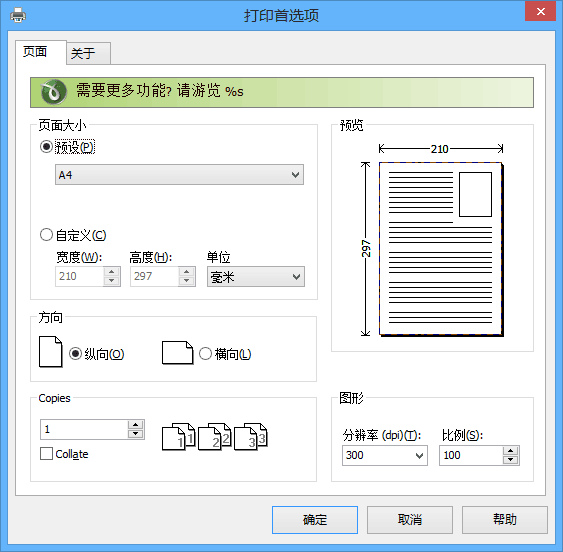 打印首选项
页面
关于
需要更多功能? 请游览 %s
页面大小
预设(P)
A4
自定义(C)
宽度(W):
高度(H):
单位
210
297
毫米
预览
210
297
方向
纵向(O)
横向(L)
Copies
1
Collate
1 1 2 2 3 3
图形
分辨率 (dpi)(T):
比例(S):
300
100
确定
取消
帮助